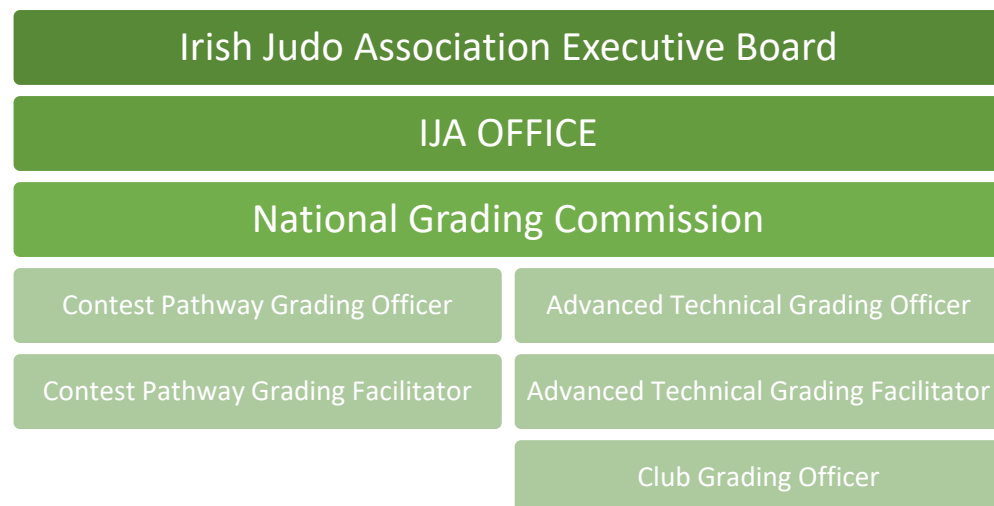 Irish Judo Association Executive Board
IJA OFFICE
National Grading Commission
Contest Pathway Grading Officer
Advanced Technical Grading Officer
Contest Pathway Grading Facilitator
Advanced Technical Grading Facilitator
Club Grading Officer